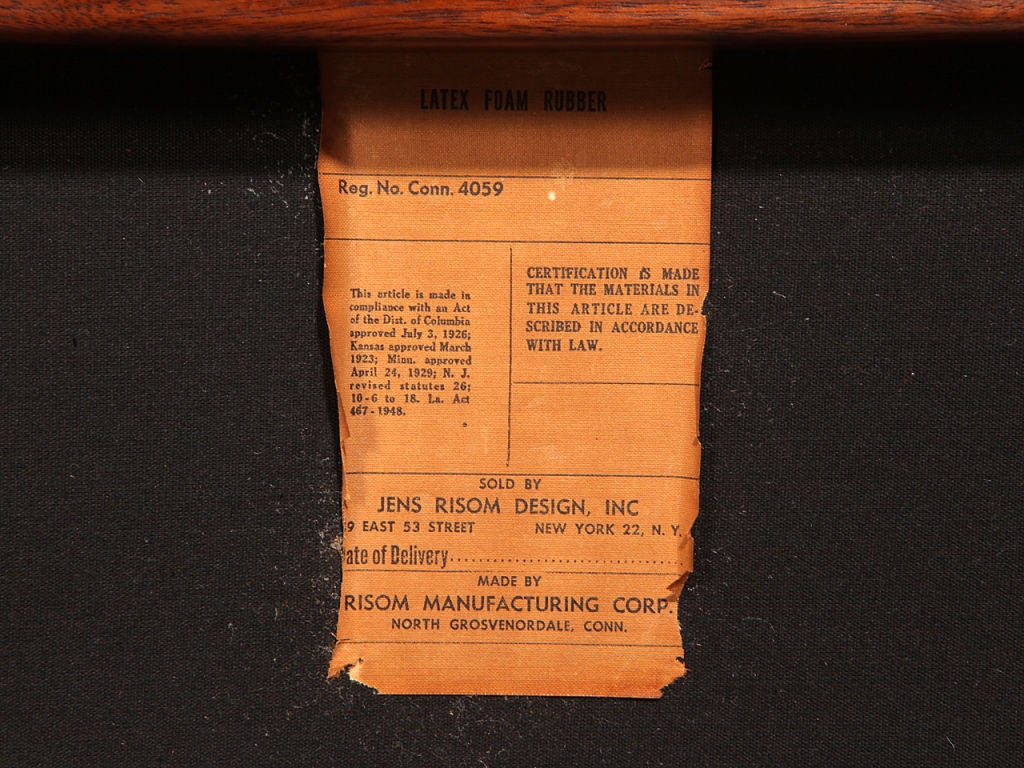 LATEX FOAM RUBBER
Reg. No. Conn. 4059
This article is made in
compliance with an Act
of the Dist. of Columbia
approved July 3, 1926;
Kansas approved March
1923; Minn. approved
April 24, 1929; N. J.
revised statutes 26;
10-6 to 18. La. Act
467-1948.
CERTIFICATION IS MADE
THAT THE MATERIALS IN
THIS ARTICLE ARE DE-
SCRIBED IN ACCORDANCE
WITH LAW.
SOLD BY
JENS RISOM DESIGN, INC
9 EAST 53 STREET NEW YORK 22, N. Y.
ate of Delivery
MADE BY
RISOM MANUFACTURING CORP.
NORTH GROSVENORDALE, CONN.